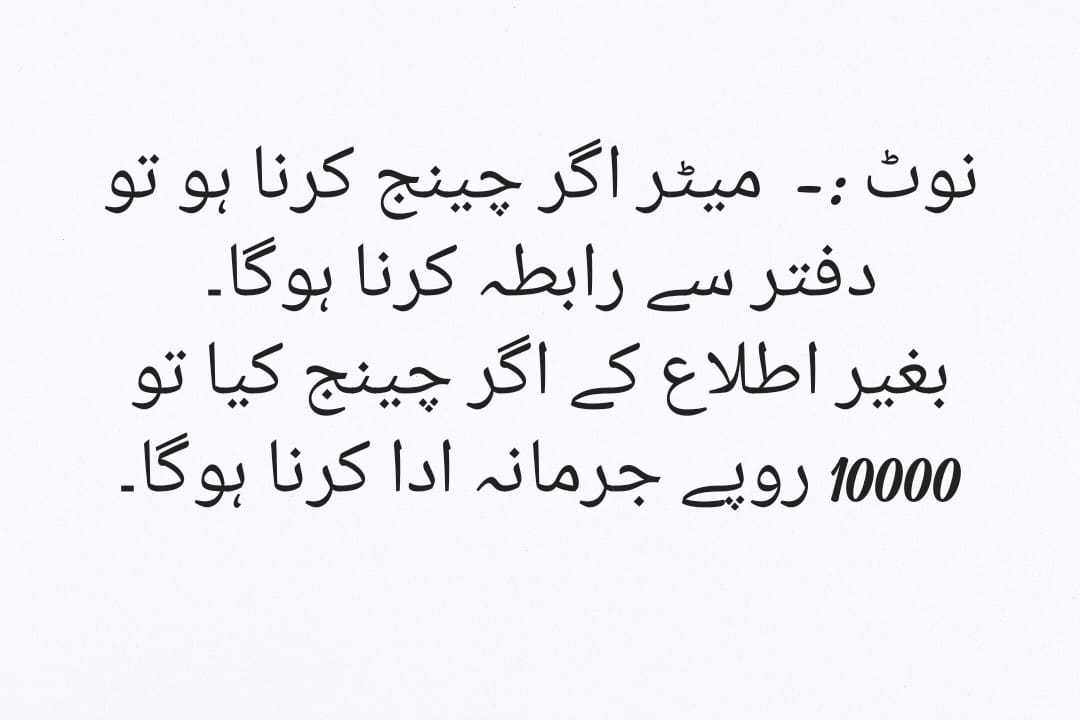 نوٹ :- میٹر اگر چینج کرنا ہو تو
دفتر سے رابطہ کرنا ہوگا۔
بغیر اطلاع کے اگر چینج کیا تو
10000 روپے جرمانہ ادا کرنا ہوگا۔